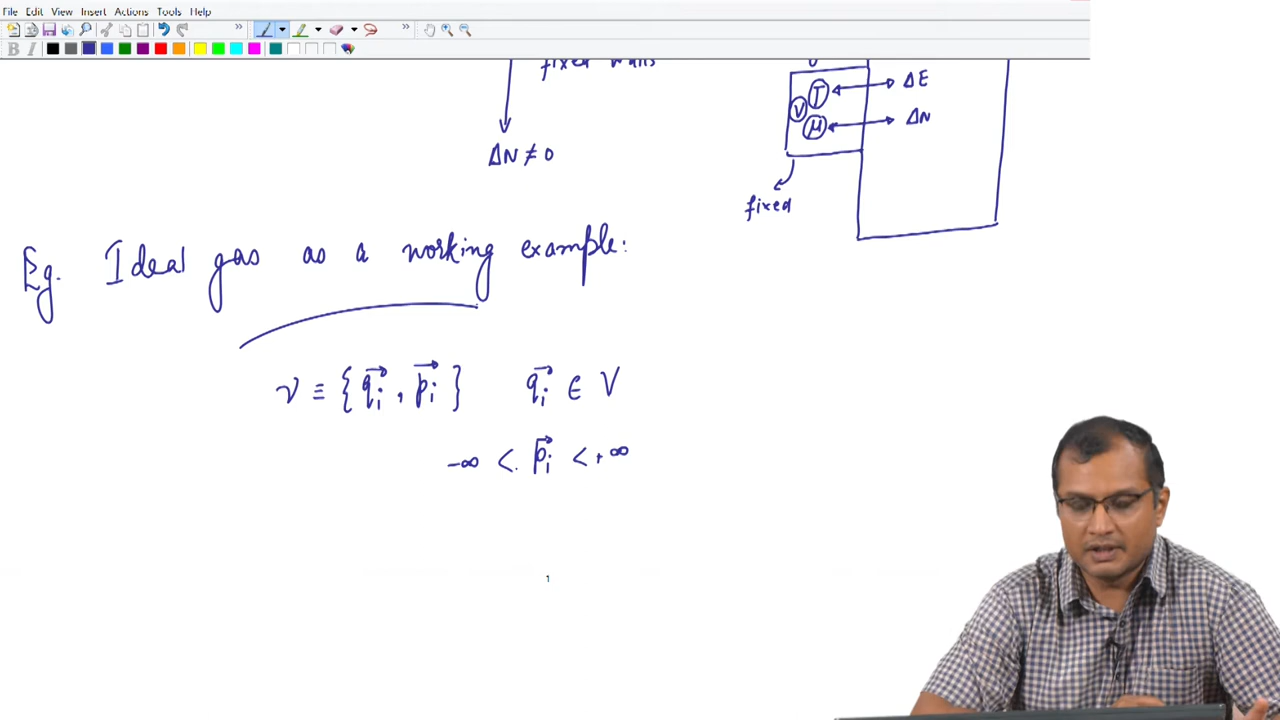 File Edit View Insert Actions Tools Help
fixed walls
ΔN ≠ 0
T ΔE
V
μ ΔN
fixed
Eg. Ideal gas as a working example:
ν ≡ {q⃗i, p⃗i} q⃗i ∈ V
-∞ < p⃗i < +∞
1